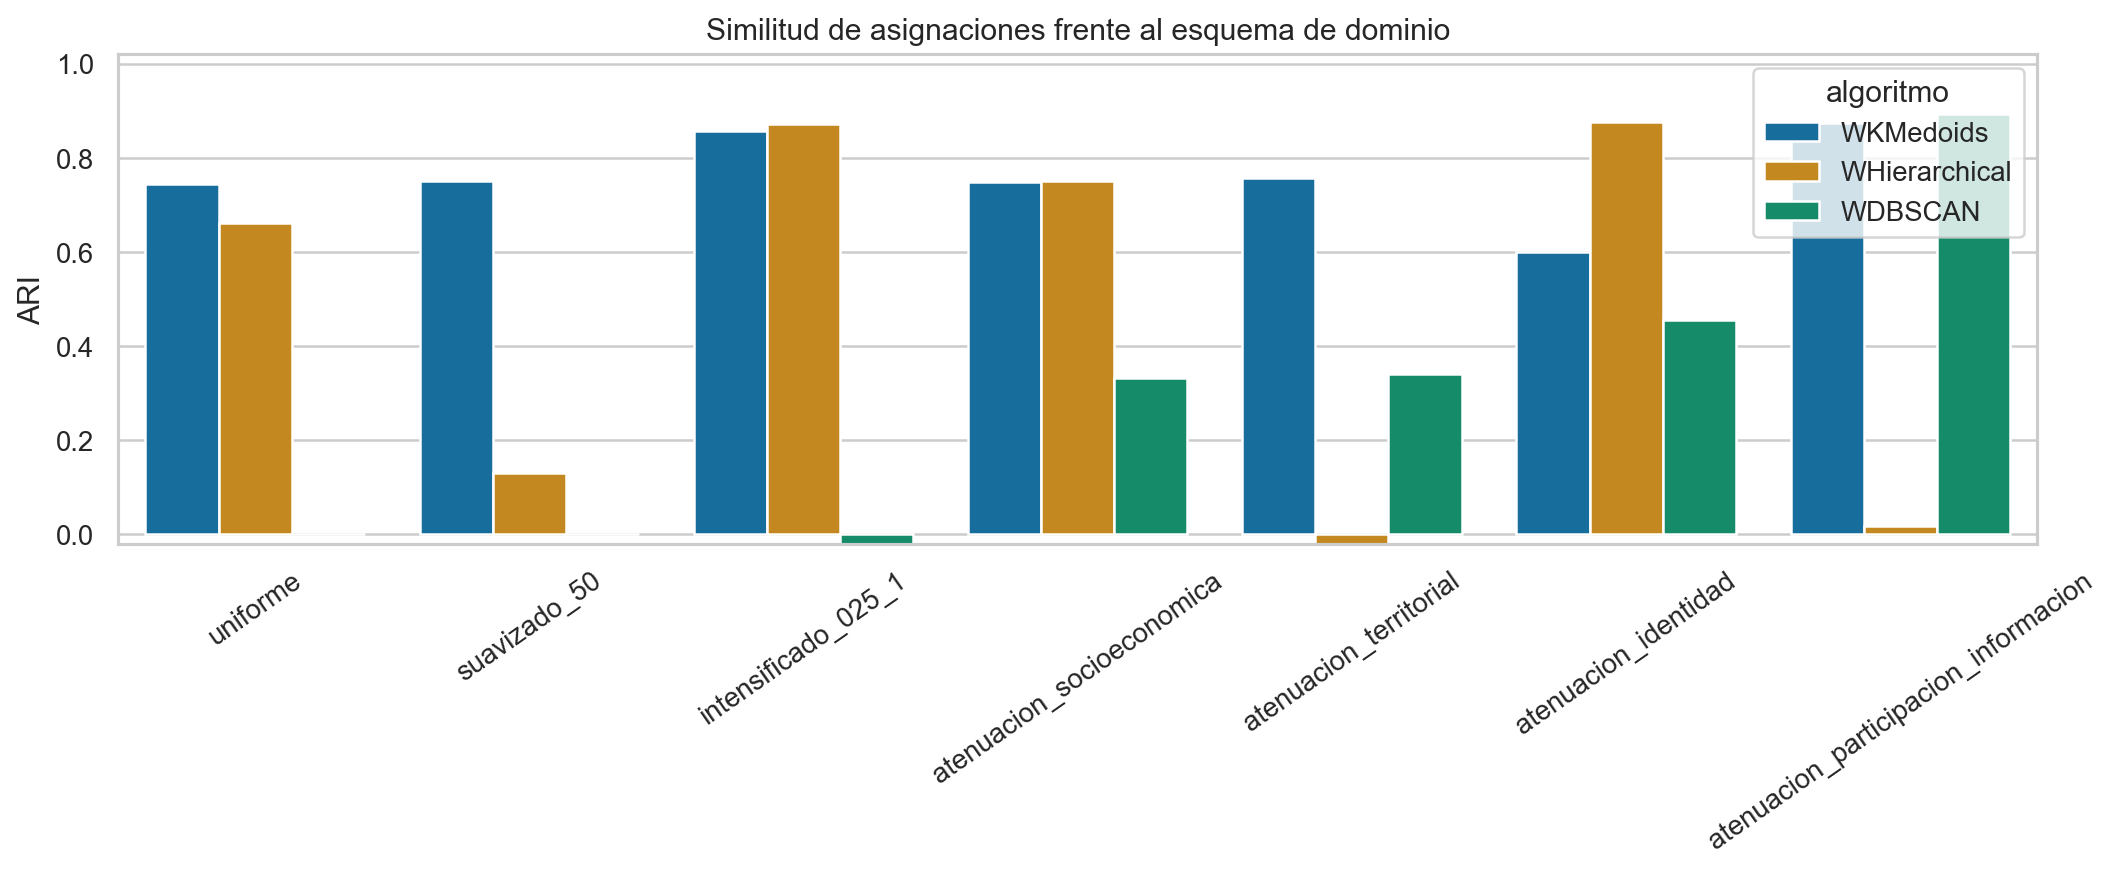 Similitud de asignaciones frente al esquema de dominio
ARI
1.0
0.8
0.6
0.4
0.2
0.0
algoritmo
WKMedoids
WHierarchical
WDBSCAN
uniforme
suavizado_50
intensificado_025_1
atenuacion_socioeconomica
atenuacion_territorial
atenuacion_identidad
atenuacion_participacion_informacion